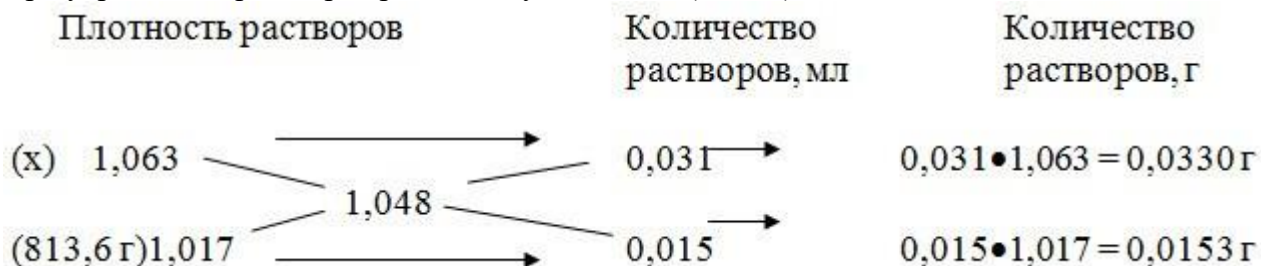 Плотность растворов Количество Количество
растворов, мл растворов, г
(х) 1,063 0,031 0,031•1,063 = 0,0330 г
1,048
(813,6 г)1,017 0,015 0,015•1,017 = 0,0153 г